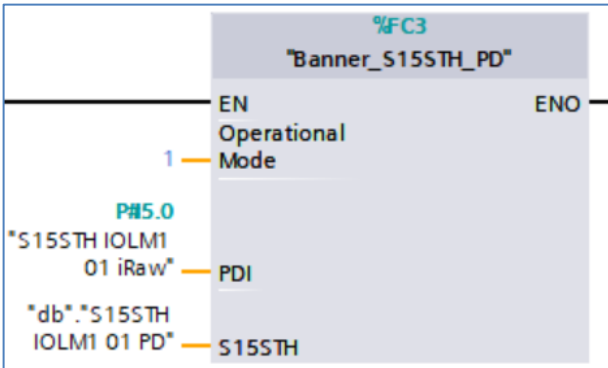 %FC3
"Banner_S15STH_PD"
EN ENO
Operational
1 Mode
P#I5.0
"S15STH IOLM1
01 iRaw" PDI
"db"."S15STH
IOLM1 01 PD" S15STH